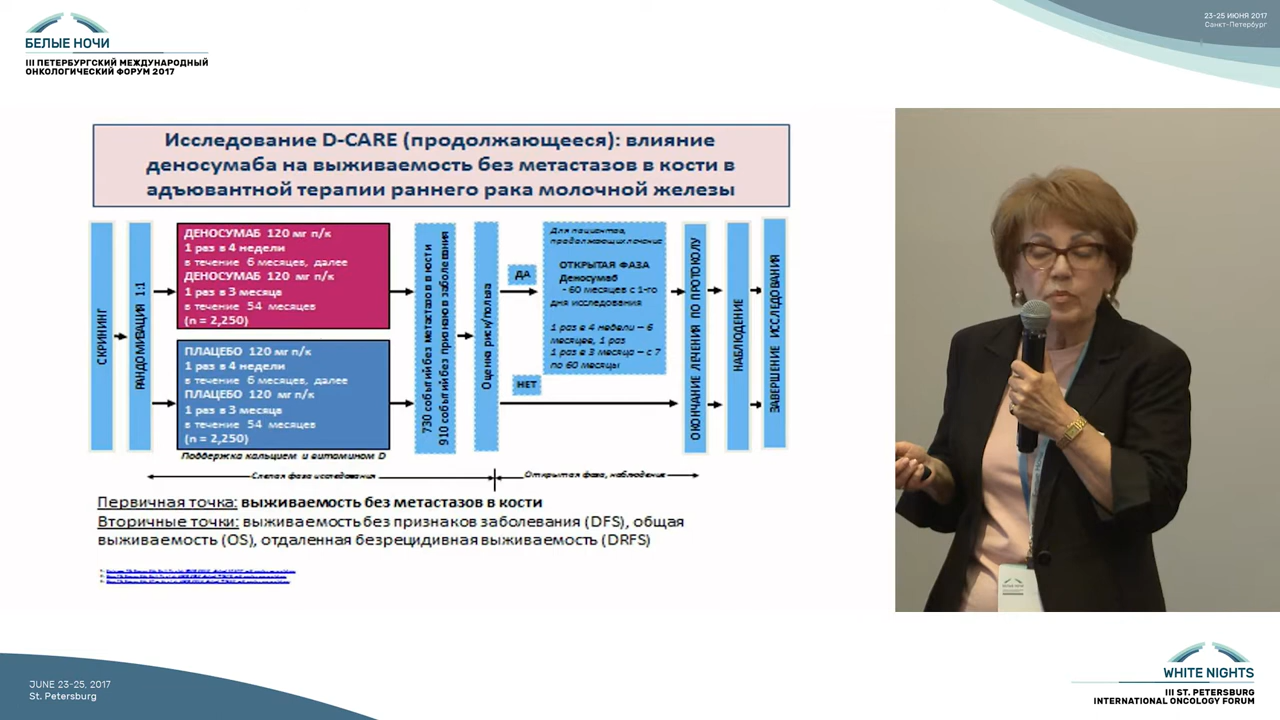 БЕЛЫЕ НОЧИ
III ПЕТЕРБУРГСКИЙ МЕЖДУНАРОДНЫЙ
ОНКОЛОГИЧЕСКИЙ ФОРУМ 2017
23-25 ИЮНЯ 2017
Санкт-Петербург
Исследование D-CARE (продолжающееся): влияние
деносумаба на выживаемость без метастазов в кости в
адъювантной терапии раннего рака молочной железы
СКРИНИНГ
РАНДОМИЗАЦИЯ 1:1
ДЕНОСУМАБ 120 мг п/к
1 раз в 4 недели
в течение 6 месяцев, далее
ДЕНОСУМАБ 120 мг п/к
1 раз в 3 месяца
в течение 54 месяцев
(n = 2,250)
ПЛАЦЕБО 120 мг п/к
1 раз в 4 недели
в течение 6 месяцев, далее
ПЛАЦЕБО 120 мг п/к
1 раз в 3 месяца
в течение 54 месяцев
(n = 2,250)
Поддержка кальцием и витамином D
730 событий без метастазов в кости
910 событий без признаков заболевания
Оценка риск/польза
ДА
НЕТ
Для пациентов,
продолжающих лечение
ОТКРЫТАЯ ФАЗА
Деносумаб
- 60 месяцев с 1-го
дня исследования
1 раз в 4 недели – 6
месяцев, 1 раз
1 раз в 3 месяца – с 7
по 60 месяцы
ОКОНЧАНИЕ ЛЕЧЕНИЯ ПО ПРОТОКОЛУ
НАБЛЮДЕНИЕ
ЗАВЕРШЕНИЕ ИССЛЕДОВАНИЯ
Слепая фаза исследования
Открытая фаза, наблюдение
Первичная точка: выживаемость без метастазов в кости
Вторичные точки: выживаемость без признаков заболевания (DFS), общая
выживаемость (OS), отдаленная безрецидивная выживаемость (DRFS)
БЕЛЫЕ НОЧИ
JUNE 23-25, 2017
St. Petersburg
WHITE NIGHTS
III ST. PETERSBURG
INTERNATIONAL ONCOLOGY FORUM